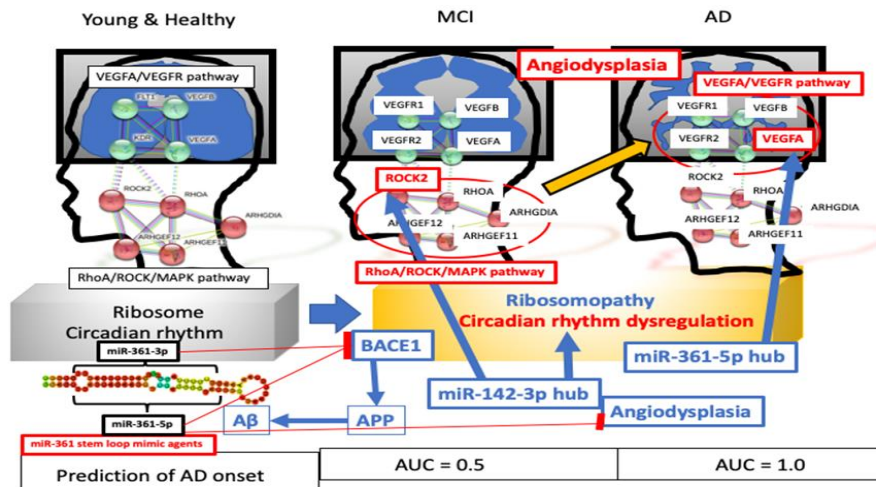 Young & Healthy
MCI
AD
VEGFA/VEGFR pathway
FLT1
VEGFB
KDR
VEGFA
ROCK2
RHOA
ARHGDIA
ARHGEF12
ARHGEF11
RhoA/ROCK/MAPK pathway
Angiodysplasia
VEGFR1
VEGFB
VEGFR2
VEGFA
ROCK2
RHOA
ARHGDIA
ARHGEF12
ARHGEF11
RhoA/ROCK/MAPK pathway
VEGFA/VEGFR pathway
VEGFR1
VEGFB
VEGFR2
VEGFA
ROCK2
RHOA
ARHGDIA
ARHGEF12
ARHGEF11
Ribosome
Circadian rhythm
Ribosomopathy
Circadian rhythm dysregulation
miR-361-3p
BACE1
miR-361-5p hub
miR-142-3p hub
miR-361-5p
Aβ
APP
Angiodysplasia
miR-361 stem loop mimic agents
Prediction of AD onset
AUC = 0.5
AUC = 1.0